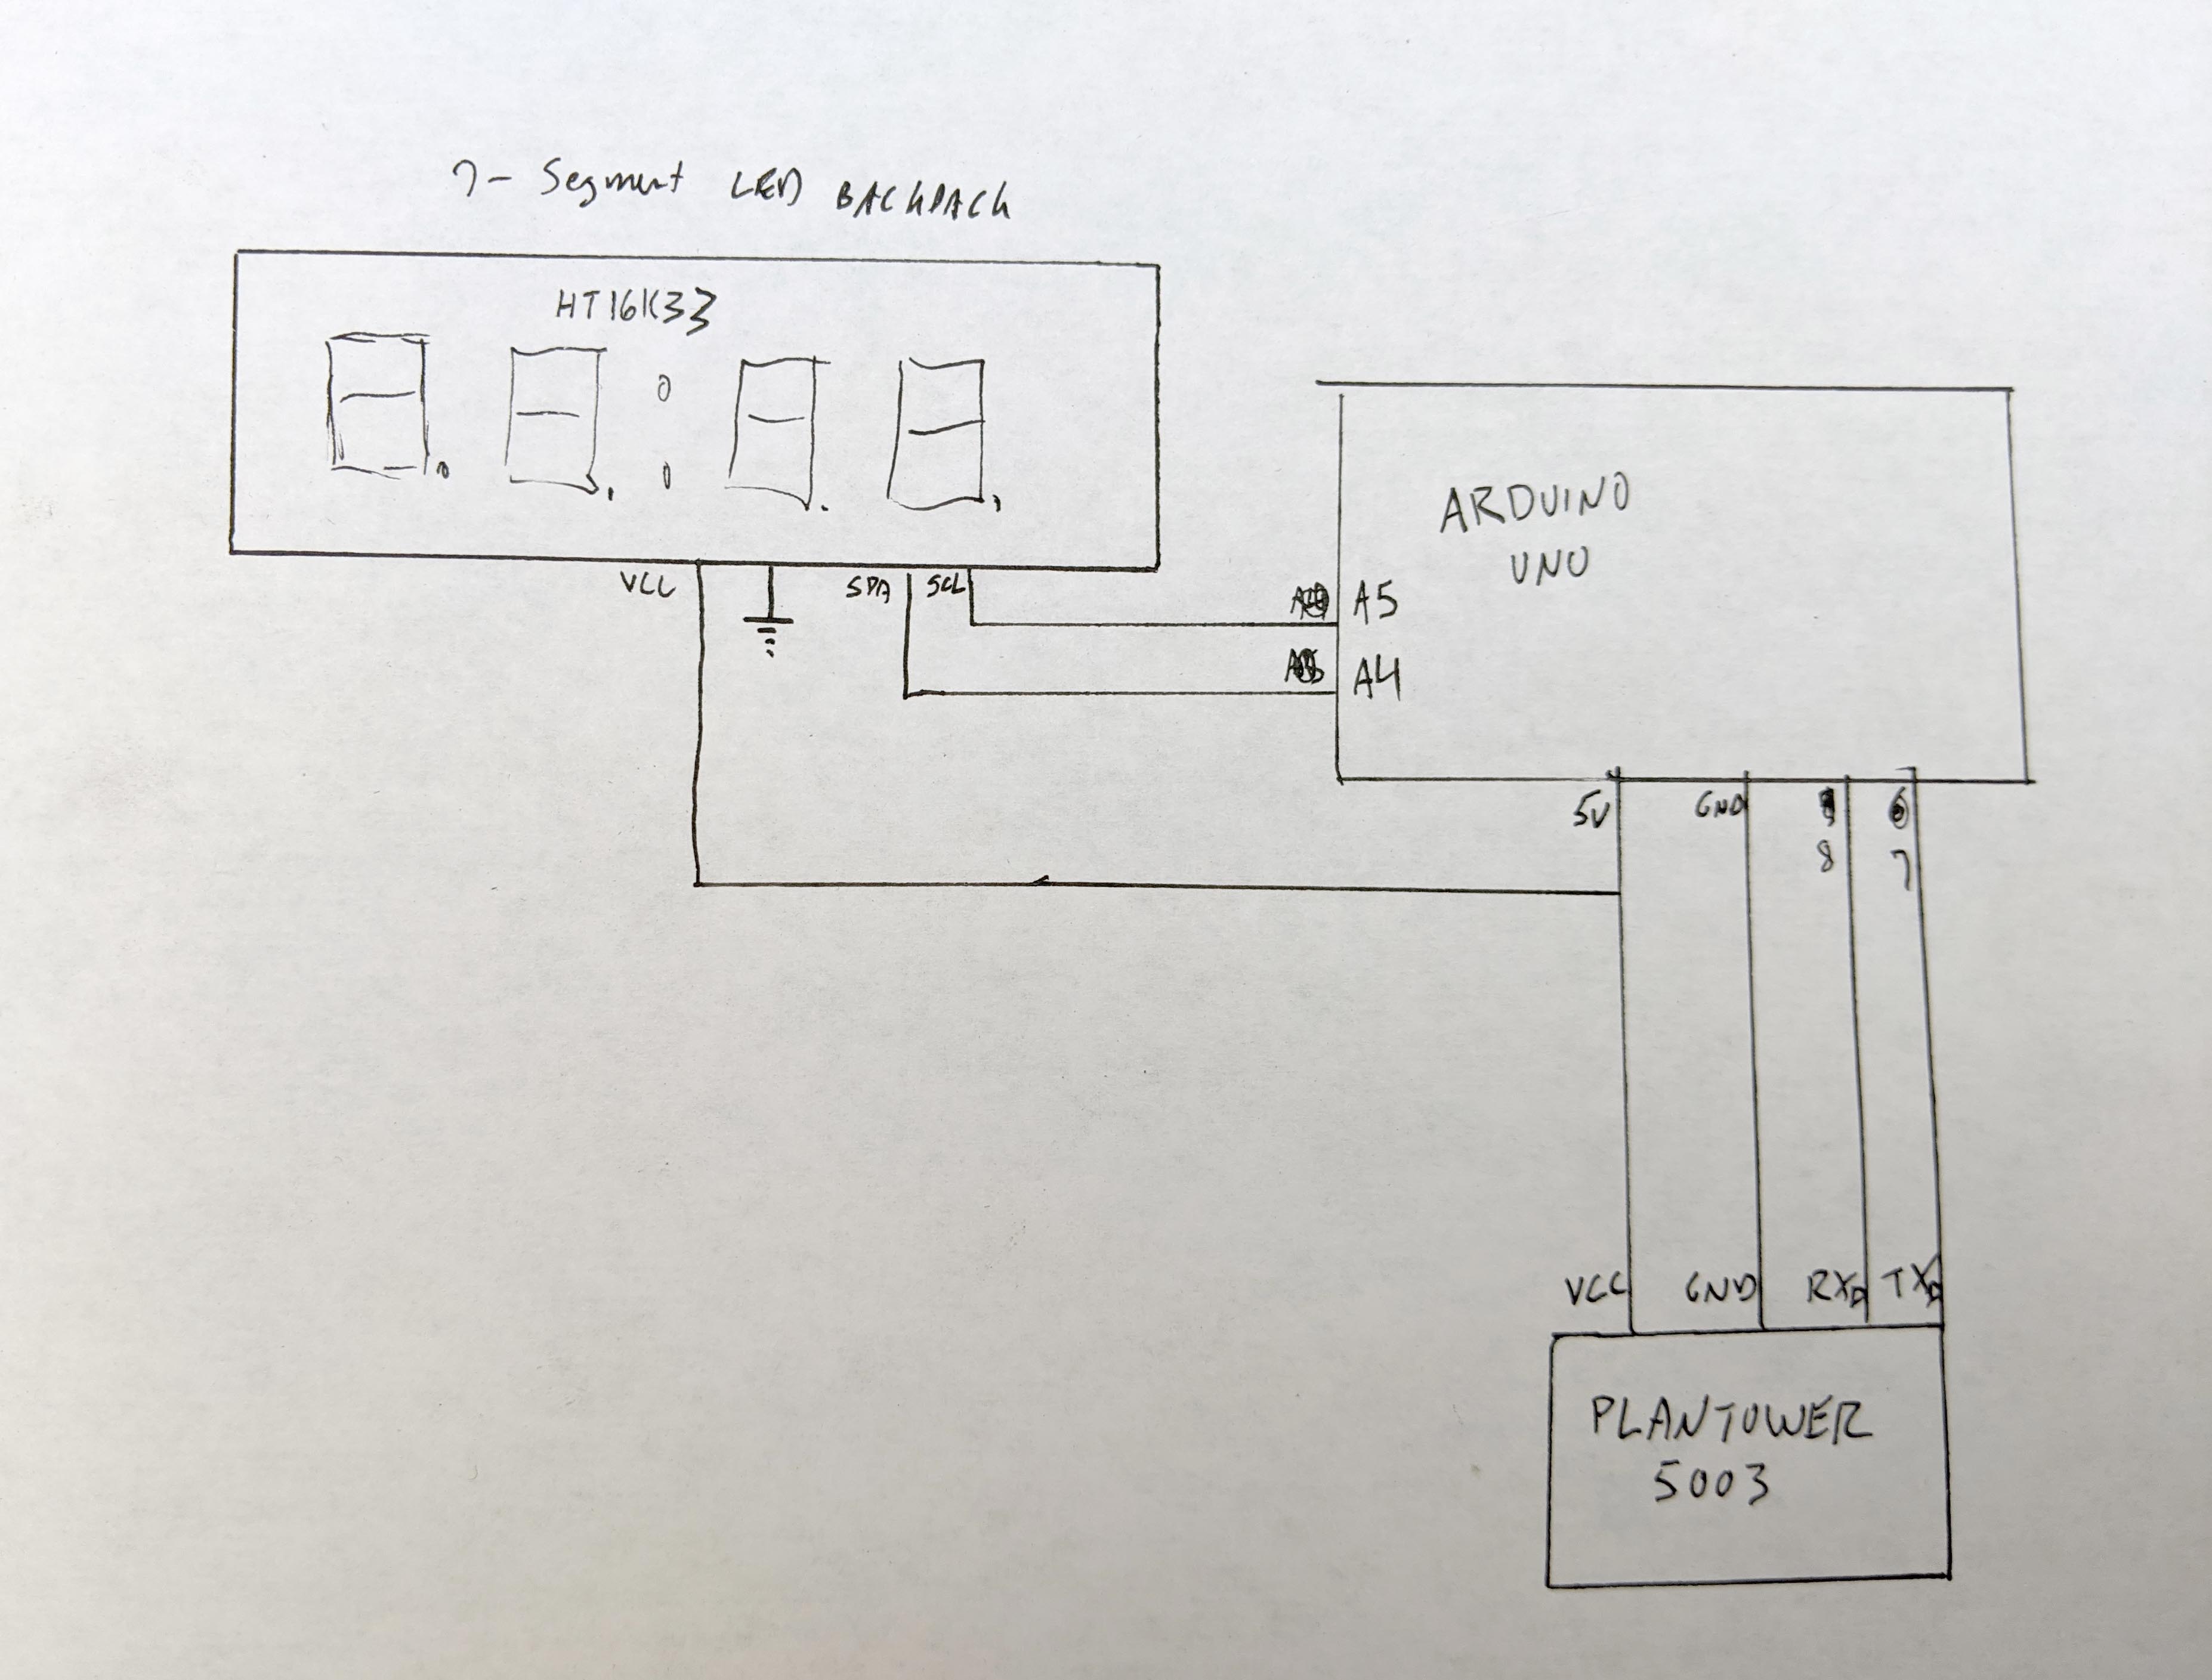 7- Segment LED BACKPACK
HT16K33
VCC
SDA
SCL
A5
A4
ARDUINO
UNO
5V
GND
8
7
VCC
GND
RXD
TXD
PLANTOWER
5003